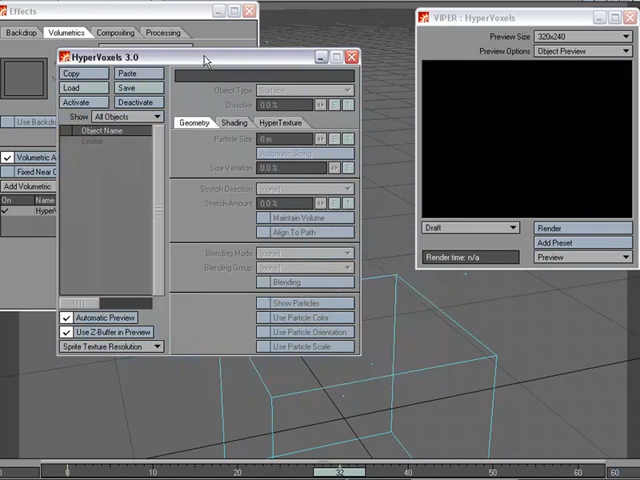 Effects
Backdrop Volumetrics Compositing Processing
Use Backdr
Volumetric A
Fixed Near C
Add Volumetric
On Name
HyperV
HyperVoxels 3.0
Copy Paste
Load Save
Activate Deactivate
Show All Objects
Object Name
Emitter
Automatic Preview
Use Z-Buffer in Preview
Sprite Texture Resolution
Object Type Surface
Dissolve 0.0 % E T
Geometry Shading HyperTexture
Particle Size 0 m E T
Automatic Sizing
Size Variation 0.0 % E
Stretch Direction (none)
Stretch Amount 0.0 % E T
Maintain Volume
Align To Path
Blending Mode (none)
Blending Group (none)
Blending
Show Particles
Use Particle Color
Use Particle Orientation
Use Particle Scale
VIPER : HyperVoxels
Preview Size 320x240
Preview Options Object Preview
Draft Render
Add Preset
Render time: n/a Preview
0 10 20 32 40 50 60 60